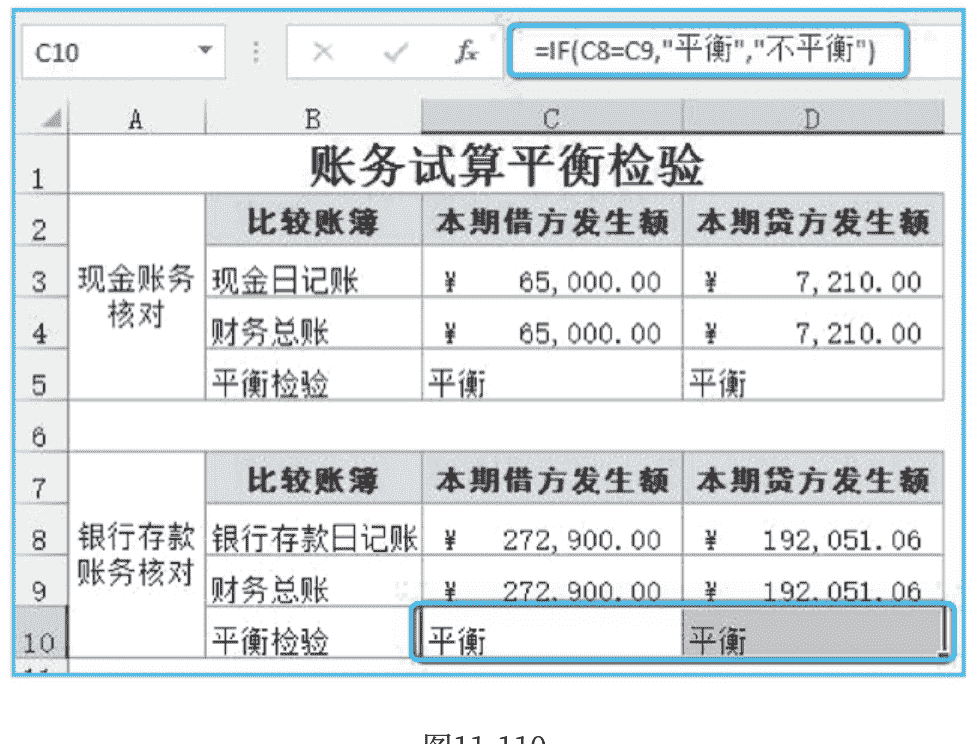 C10 fx =IF(C8=C9,"平衡","不平衡")
A B C D
1 账务试算平衡检验
2 比较账簿 本期借方发生额 本期贷方发生额
3 现金账务 现金日记账 ¥ 65,000.00 ¥ 7,210.00
核对
4 财务总账 ¥ 65,000.00 ¥ 7,210.00
5 平衡检验 平衡 平衡
6
7 比较账簿 本期借方发生额 本期贷方发生额
8 银行存款 银行存款日记账 ¥ 272,900.00 ¥ 192,051.06
账务核对
9 财务总账 ¥ 272,900.00 ¥ 192,051.06
10 平衡检验 平衡 平衡
图11-110